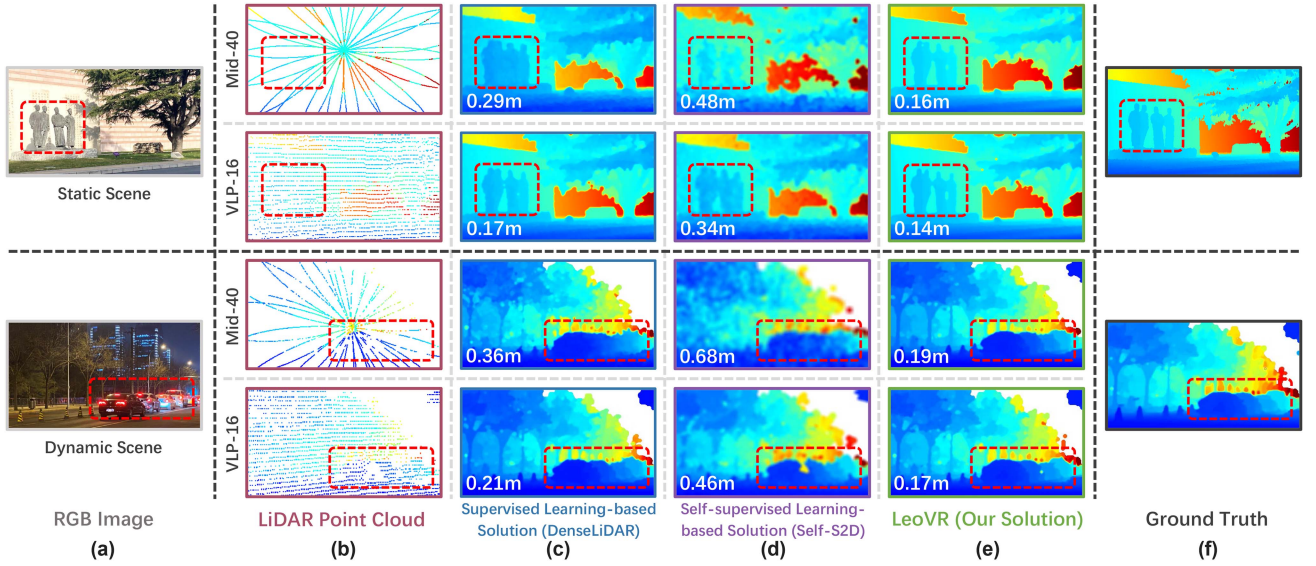 Mid-40
0.29m
0.48m
0.16m
Static Scene
VLP-16
0.17m
0.34m
0.14m
Mid-40
0.36m
0.68m
0.19m
Dynamic Scene
VLP-16
0.21m
0.46m
0.17m
RGB Image
LiDAR Point Cloud
Supervised Learning-based
Solution (DenseLiDAR)
Self-supervised Learning-
based Solution (Self-S2D)
LeoVR (Our Solution)
Ground Truth
(a)
(b)
(c)
(d)
(e)
(f)